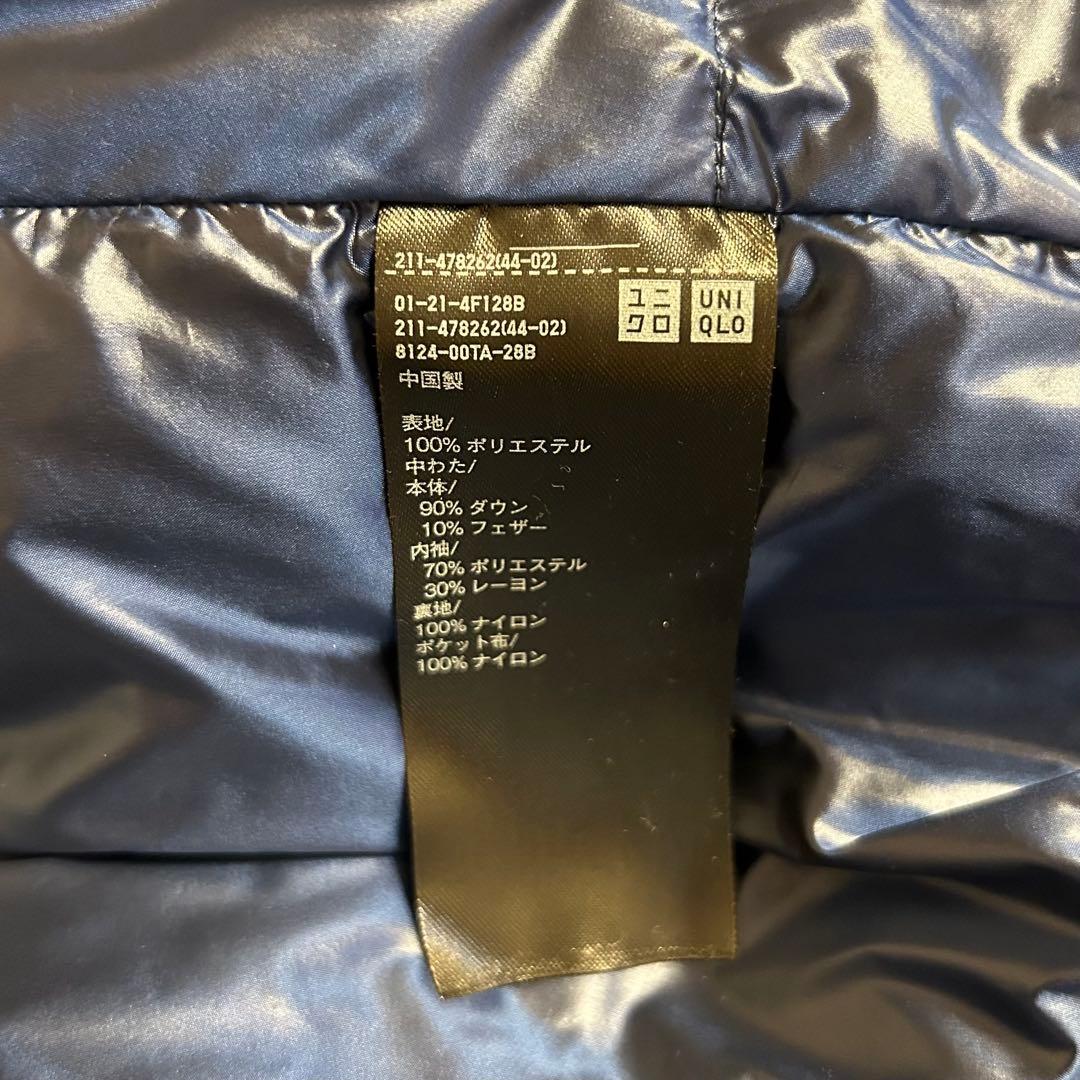 211-478262(44-02)
01-21-4F128B
211-478262(44-02)
8124-00TA-28B
ユニ
クロ
UNI
QLO
中国製
表地/
100% ポリエステル
中わた/
本体/
90% ダウン
10% フェザー
内袖/
70% ポリエステル
30% レーヨン
裏地/
100% ナイロン
ポケット布/
100% ナイロン